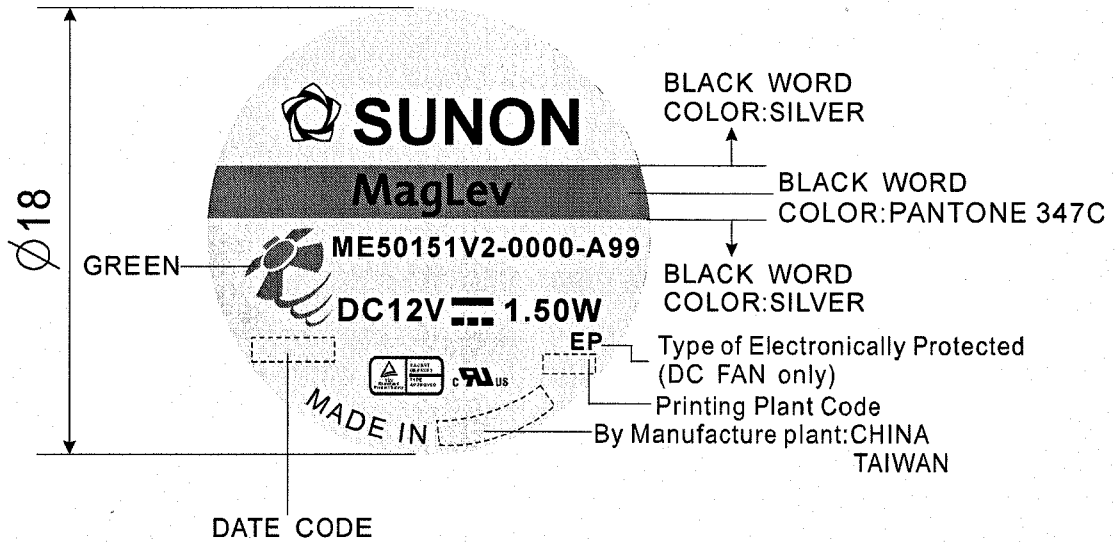 BLACK WORD
COLOR:SILVER
SUNON
MagLev
BLACK WORD
COLOR:PANTONE 347C
Ø18
GREEN
ME50151V2-0000-A99
BLACK WORD
COLOR:SILVER
DC12V 1.50W
EP
Type of Electronically Protected
(DC FAN only)
Printing Plant Code
c RU US
MADE IN
By Manufacture plant:CHINA
TAIWAN
DATE CODE